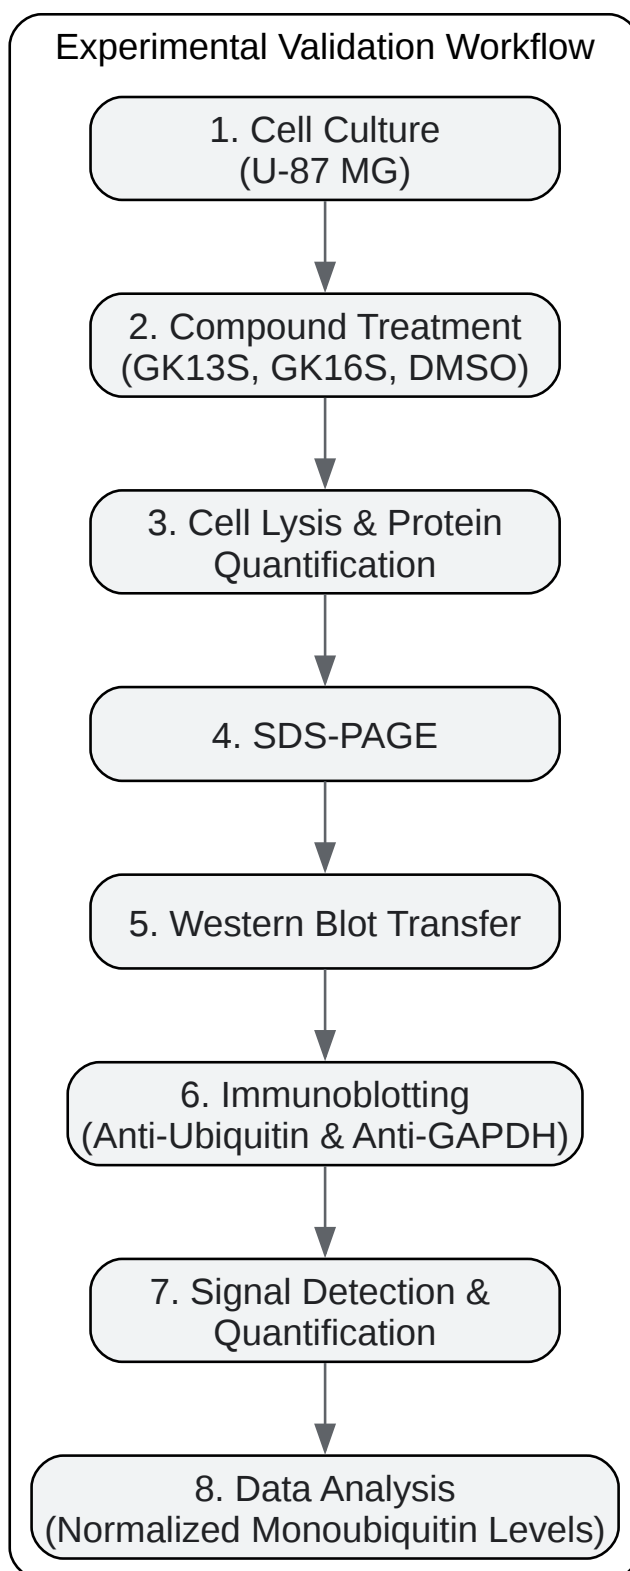 Experimental Validation Workflow
1. Cell Culture
(U-87 MG)
2. Compound Treatment
(GK13S, GK16S, DMSO)
3. Cell Lysis & Protein
Quantification
4. SDS-PAGE
5. Western Blot Transfer
6. Immunoblotting
(Anti-Ubiquitin & Anti-GAPDH)
7. Signal Detection &
Quantification
8. Data Analysis
(Normalized Monoubiquitin Levels)